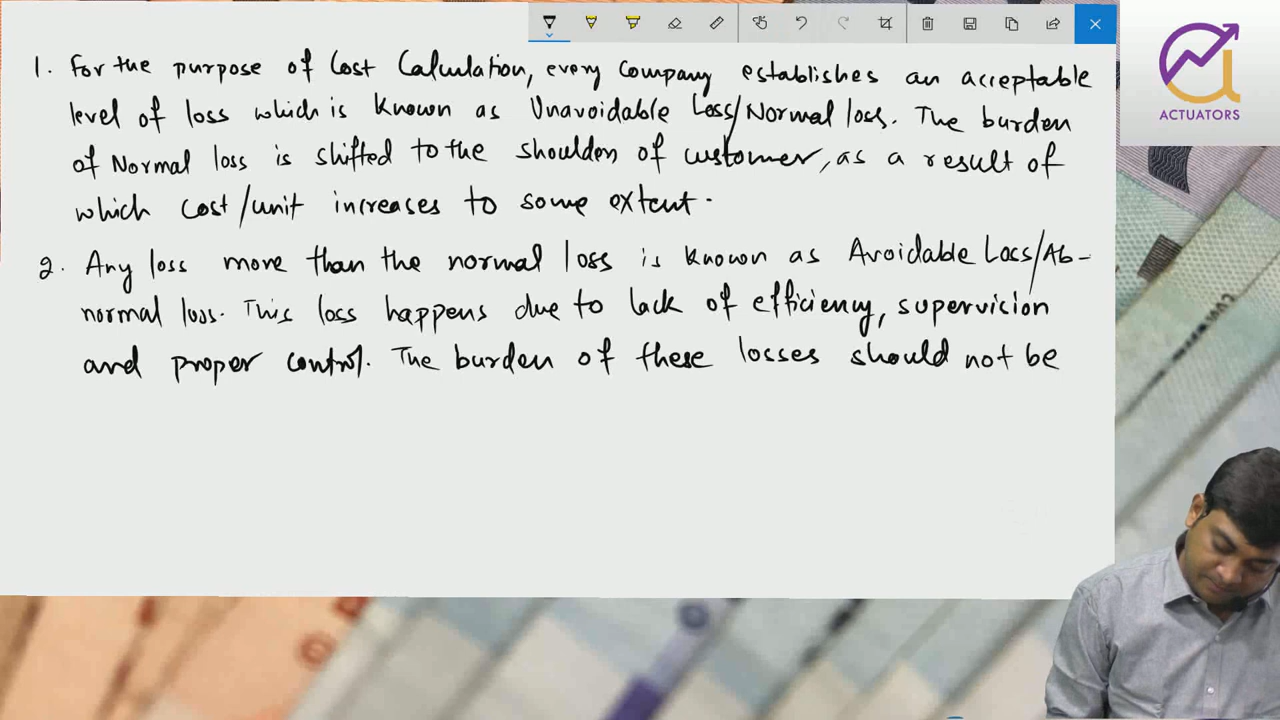 ACTUATORS
1. For the purpose of Cost Calculation, every company establishes an acceptable
level of loss which is known as Unavoidable Loss/Normal loss. The burden
of Normal loss is shifted to the shoulder of customer, as a result of
which cost/unit increases to some extent.
2. Any loss more than the normal loss is known as Avoidable Loss/Ab-
normal loss. This loss happens due to lack of efficiency, supervision
and proper control. The burden of these losses should not be